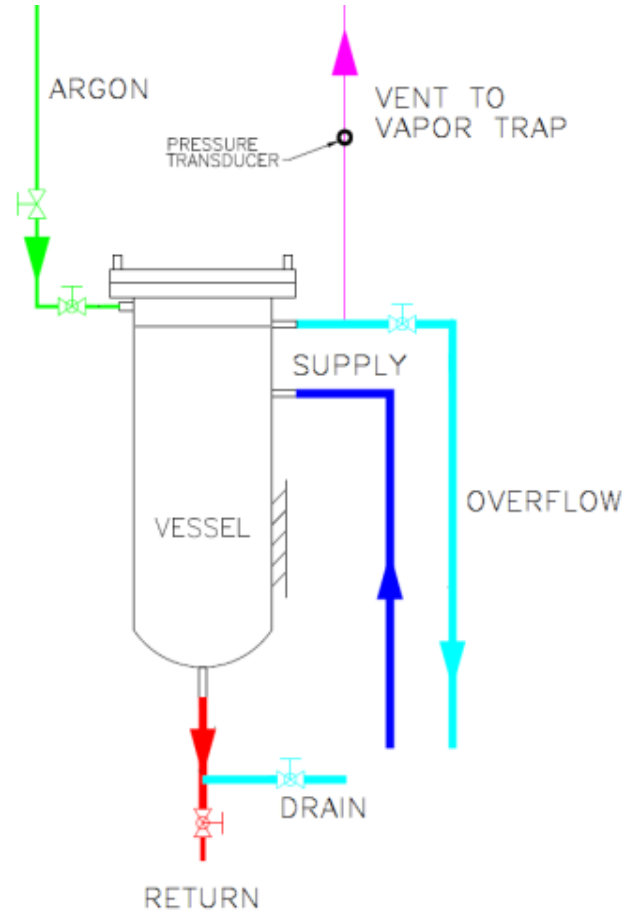 ARGON
VENT TO
VAPOR TRAP
PRESSURE
TRANSDUCER
SUPPLY
OVERFLOW
VESSEL
DRAIN
RETURN